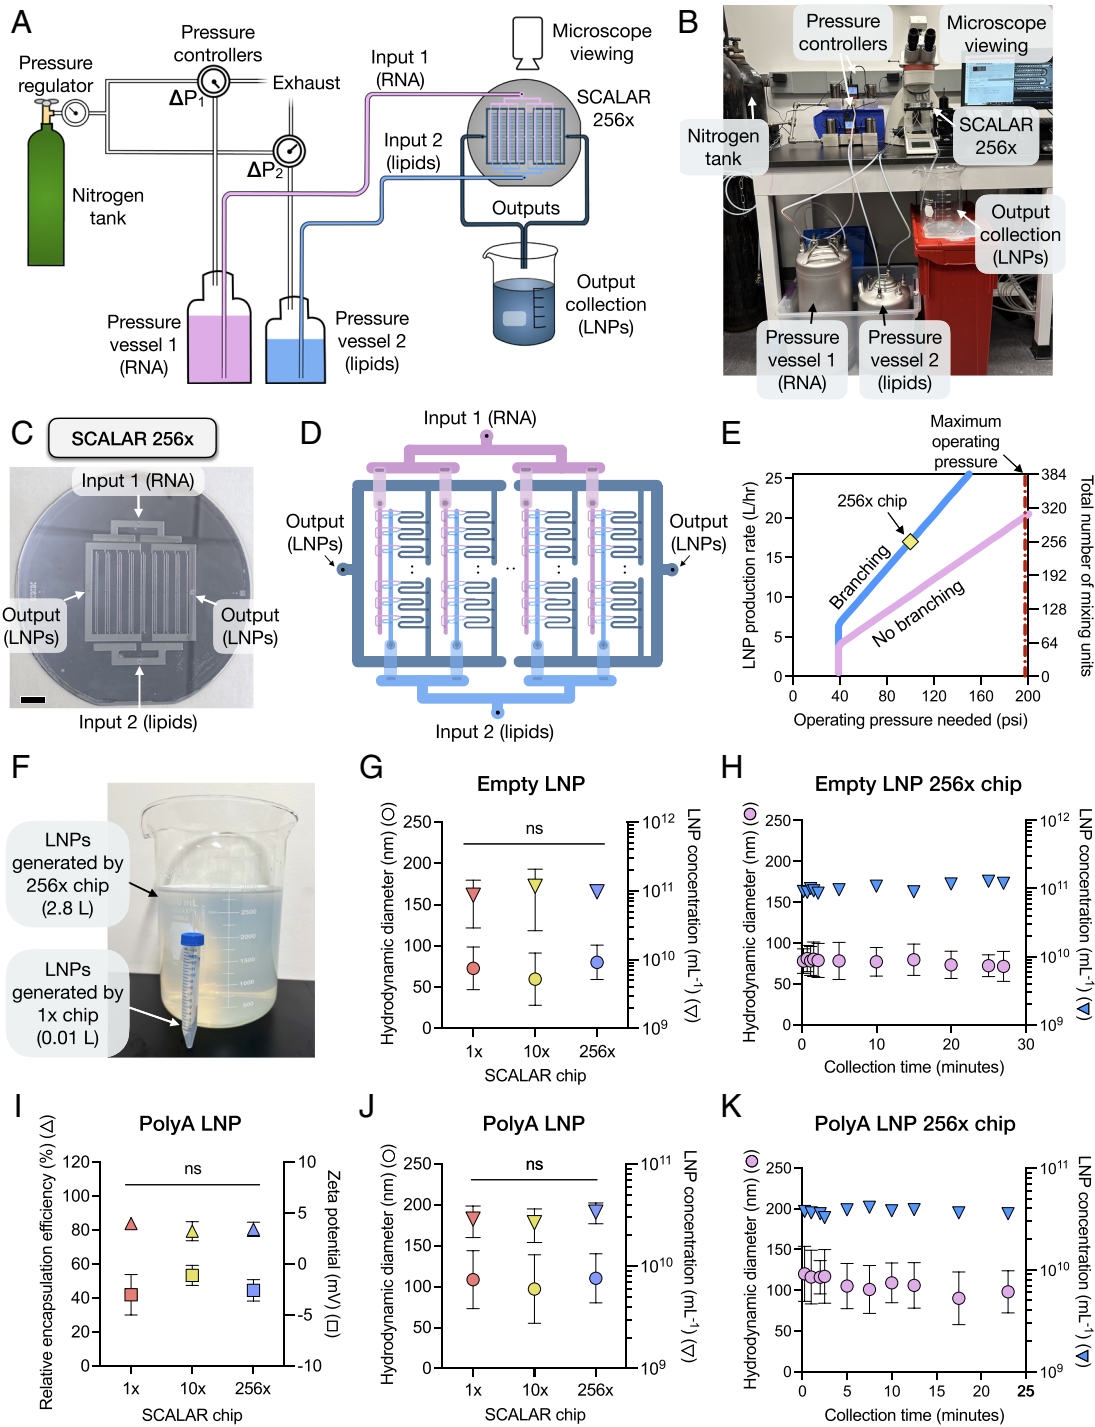 A
Pressure
controllers
Pressure
regulator
Exhaust
ΔP1
ΔP2
Nitrogen
tank
Input 1
(RNA)
Input 2
(lipids)
Microscope
viewing
SCALAR
256x
Outputs
Output
collection
(LNPs)
Pressure
vessel 1
(RNA)
Pressure
vessel 2
(lipids)
B
Pressure
controllers
Microscope
viewing
Nitrogen
tank
SCALAR
256x
Output
collection
(LNPs)
Pressure
vessel 1
(RNA)
Pressure
vessel 2
(lipids)
C
SCALAR 256x
Input 1 (RNA)
Output
(LNPs)
Output
(LNPs)
Input 2 (lipids)
D
Input 1 (RNA)
Output
(LNPs)
Output
(LNPs)
Input 2 (lipids)
E
Maximum
operating
pressure
256x chip
Branching
No branching
LNP production rate (L/hr)
25
20
15
10
5
0
Total number of mixing units
384
320
256
192
128
64
0
0 40 80 120 160 200
Operating pressure needed (psi)
F
LNPs
generated by
256x chip
(2.8 L)
LNPs
generated by
1x chip
(0.01 L)
2500
2000
1500
1000
500
G
Empty LNP
Hydrodynamic diameter (nm) (○)
250
200
150
100
50
0
ns
LNP concentration (mL⁻¹) (▽)
10¹²
10¹¹
10¹⁰
10⁹
1x 10x 256x
SCALAR chip
H
Empty LNP 256x chip
Hydrodynamic diameter (nm) (○)
250
200
150
100
50
0
LNP concentration (mL⁻¹) (▽)
10¹²
10¹¹
10¹⁰
10⁹
0 10 20 30
Collection time (minutes)
I
PolyA LNP
Relative encapsulation efficiency (%) (△)
120
100
80
60
40
20
0
ns
Zeta potential (mV) (□)
10
5
0
-5
-10
1x 10x 256x
SCALAR chip
J
PolyA LNP
Hydrodynamic diameter (nm) (○)
250
200
150
100
50
0
ns
LNP concentration (mL⁻¹) (▽)
10¹¹
10¹⁰
10⁹
1x 10x 256x
SCALAR chip
K
PolyA LNP 256x chip
Hydrodynamic diameter (nm) (○)
250
200
150
100
50
0
LNP concentration (mL⁻¹) (▽)
10¹¹
10¹⁰
10⁹
0 5 10 15 20 25
Collection time (minutes)